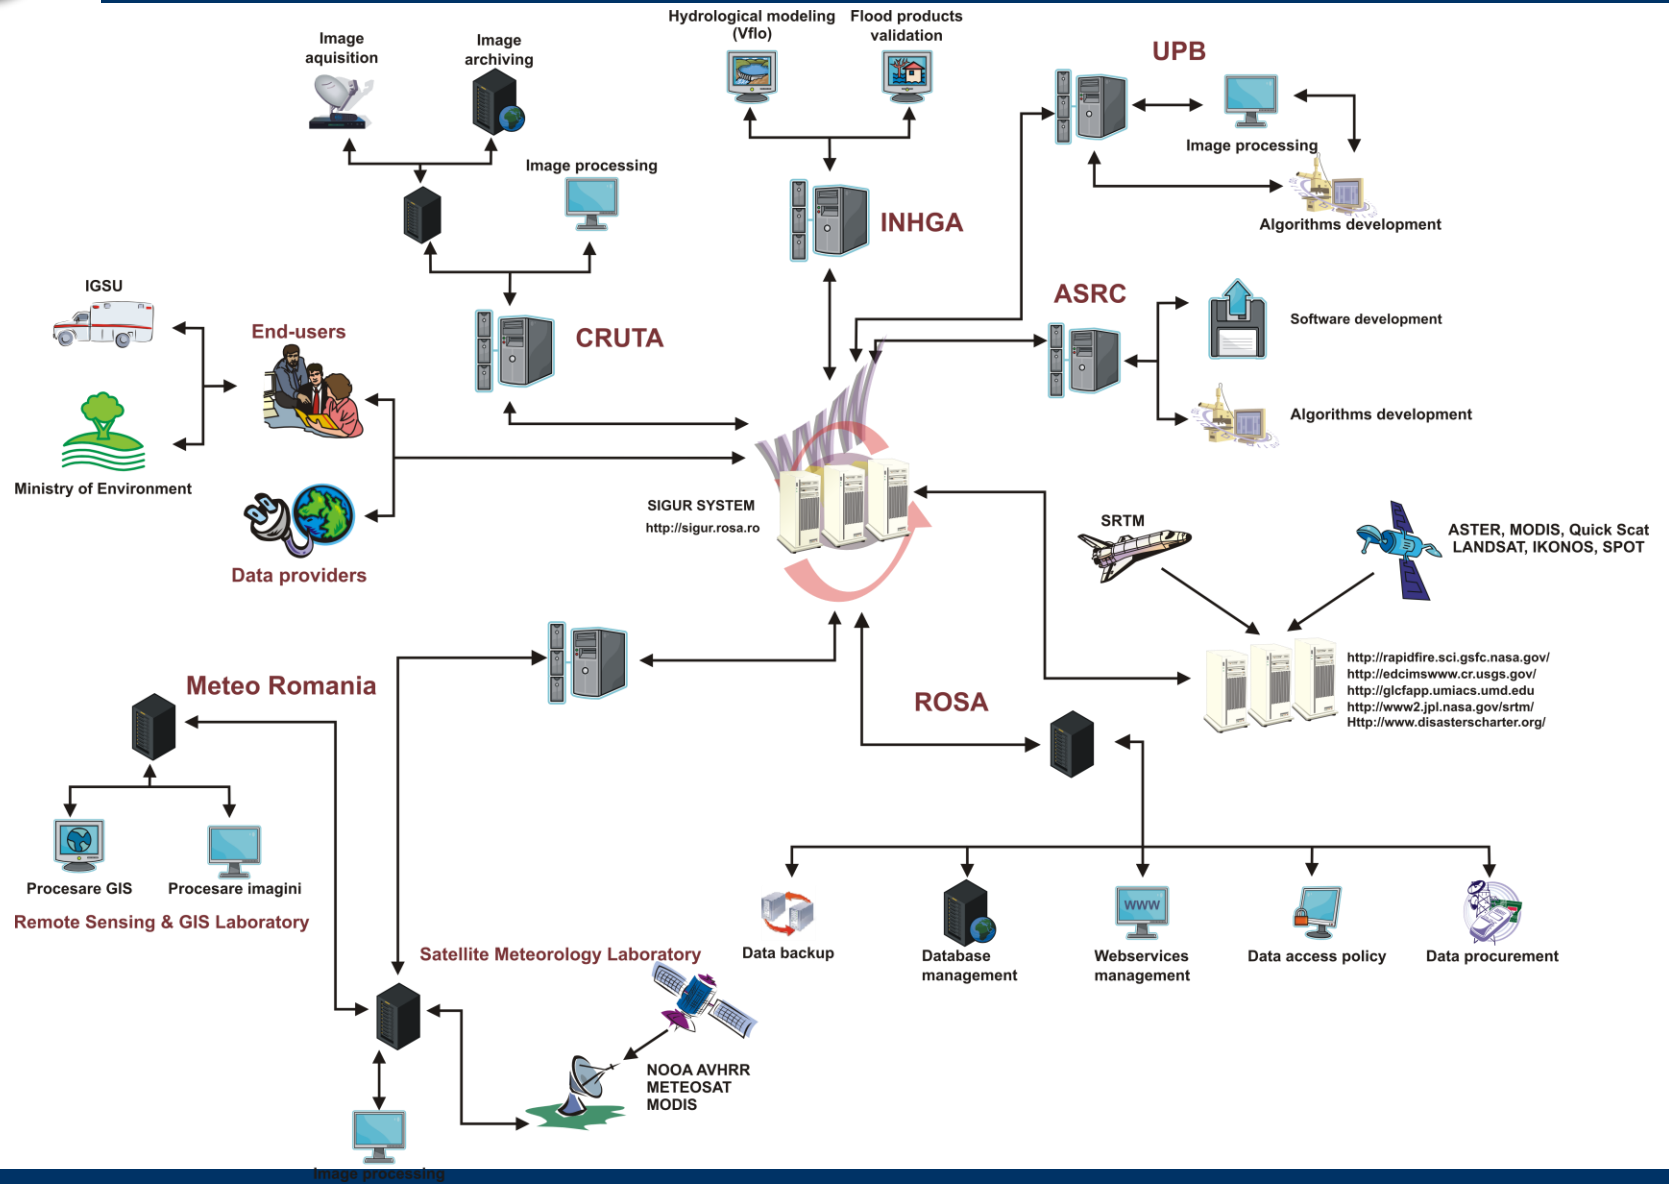 Hydrological modeling
(Vflo)
Flood products
validation
Image
aquisition
Image
archiving
UPB
Image processing
Image processing
Algorithms development
INHGA
IGSU
End-users
CRUTA
ASRC
Software development
Algorithms development
Ministry of Environment
SIGUR SYSTEM
http://sigur.rosa.ro
Data providers
SRTM
ASTER, MODIS, Quick Scat
LANDSAT, IKONOS, SPOT
http://rapidfire.sci.gsfc.nasa.gov/
http://edcimswww.cr.usgs.gov/
http://glcfapp.umiacs.umd.edu
http://www2.jpl.nasa.gov/srtm/
Http://www.disasterscharter.org/
Meteo Romania
ROSA
Procesare GIS
Procesare imagini
Remote Sensing & GIS Laboratory
WWW
Data backup
Database
management
Webservices
management
Data access policy
Data procurement
Satellite Meteorology Laboratory
NOOA AVHRR
METEOSAT
MODIS
Image processing